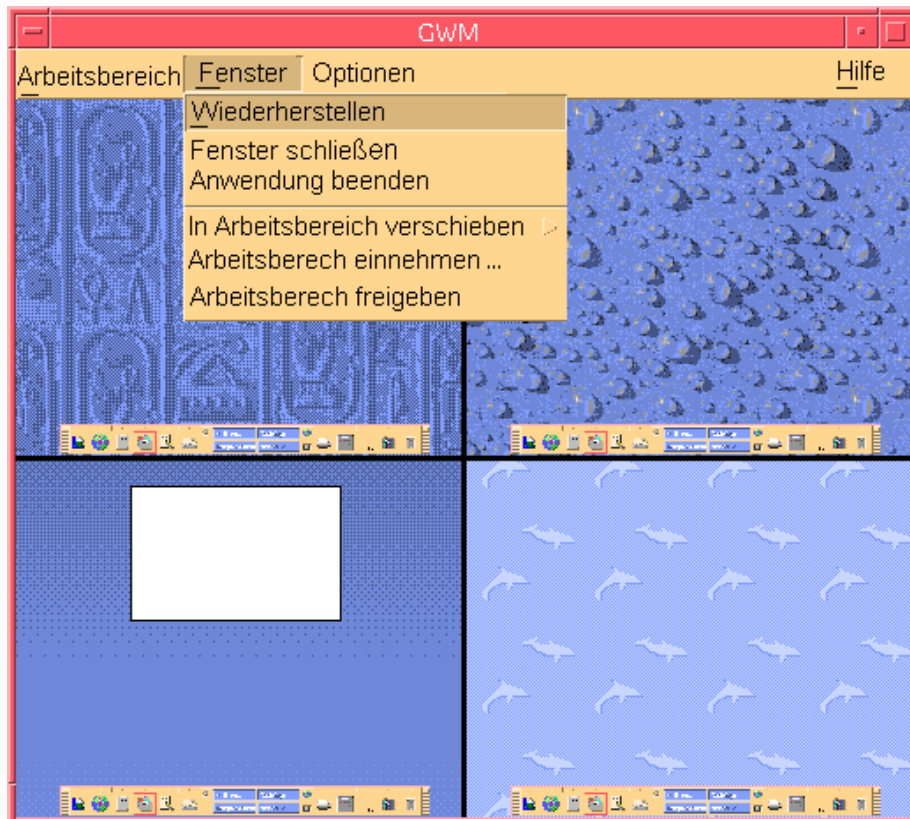 GWM
Arbeitsbereich Fenster Optionen Hilfe
Wiederherstellen
Fenster schließen
Anwendung beenden
In Arbeitsbereich verschieben
Arbeitsberech einnehmen ...
Arbeitsberech freigeben